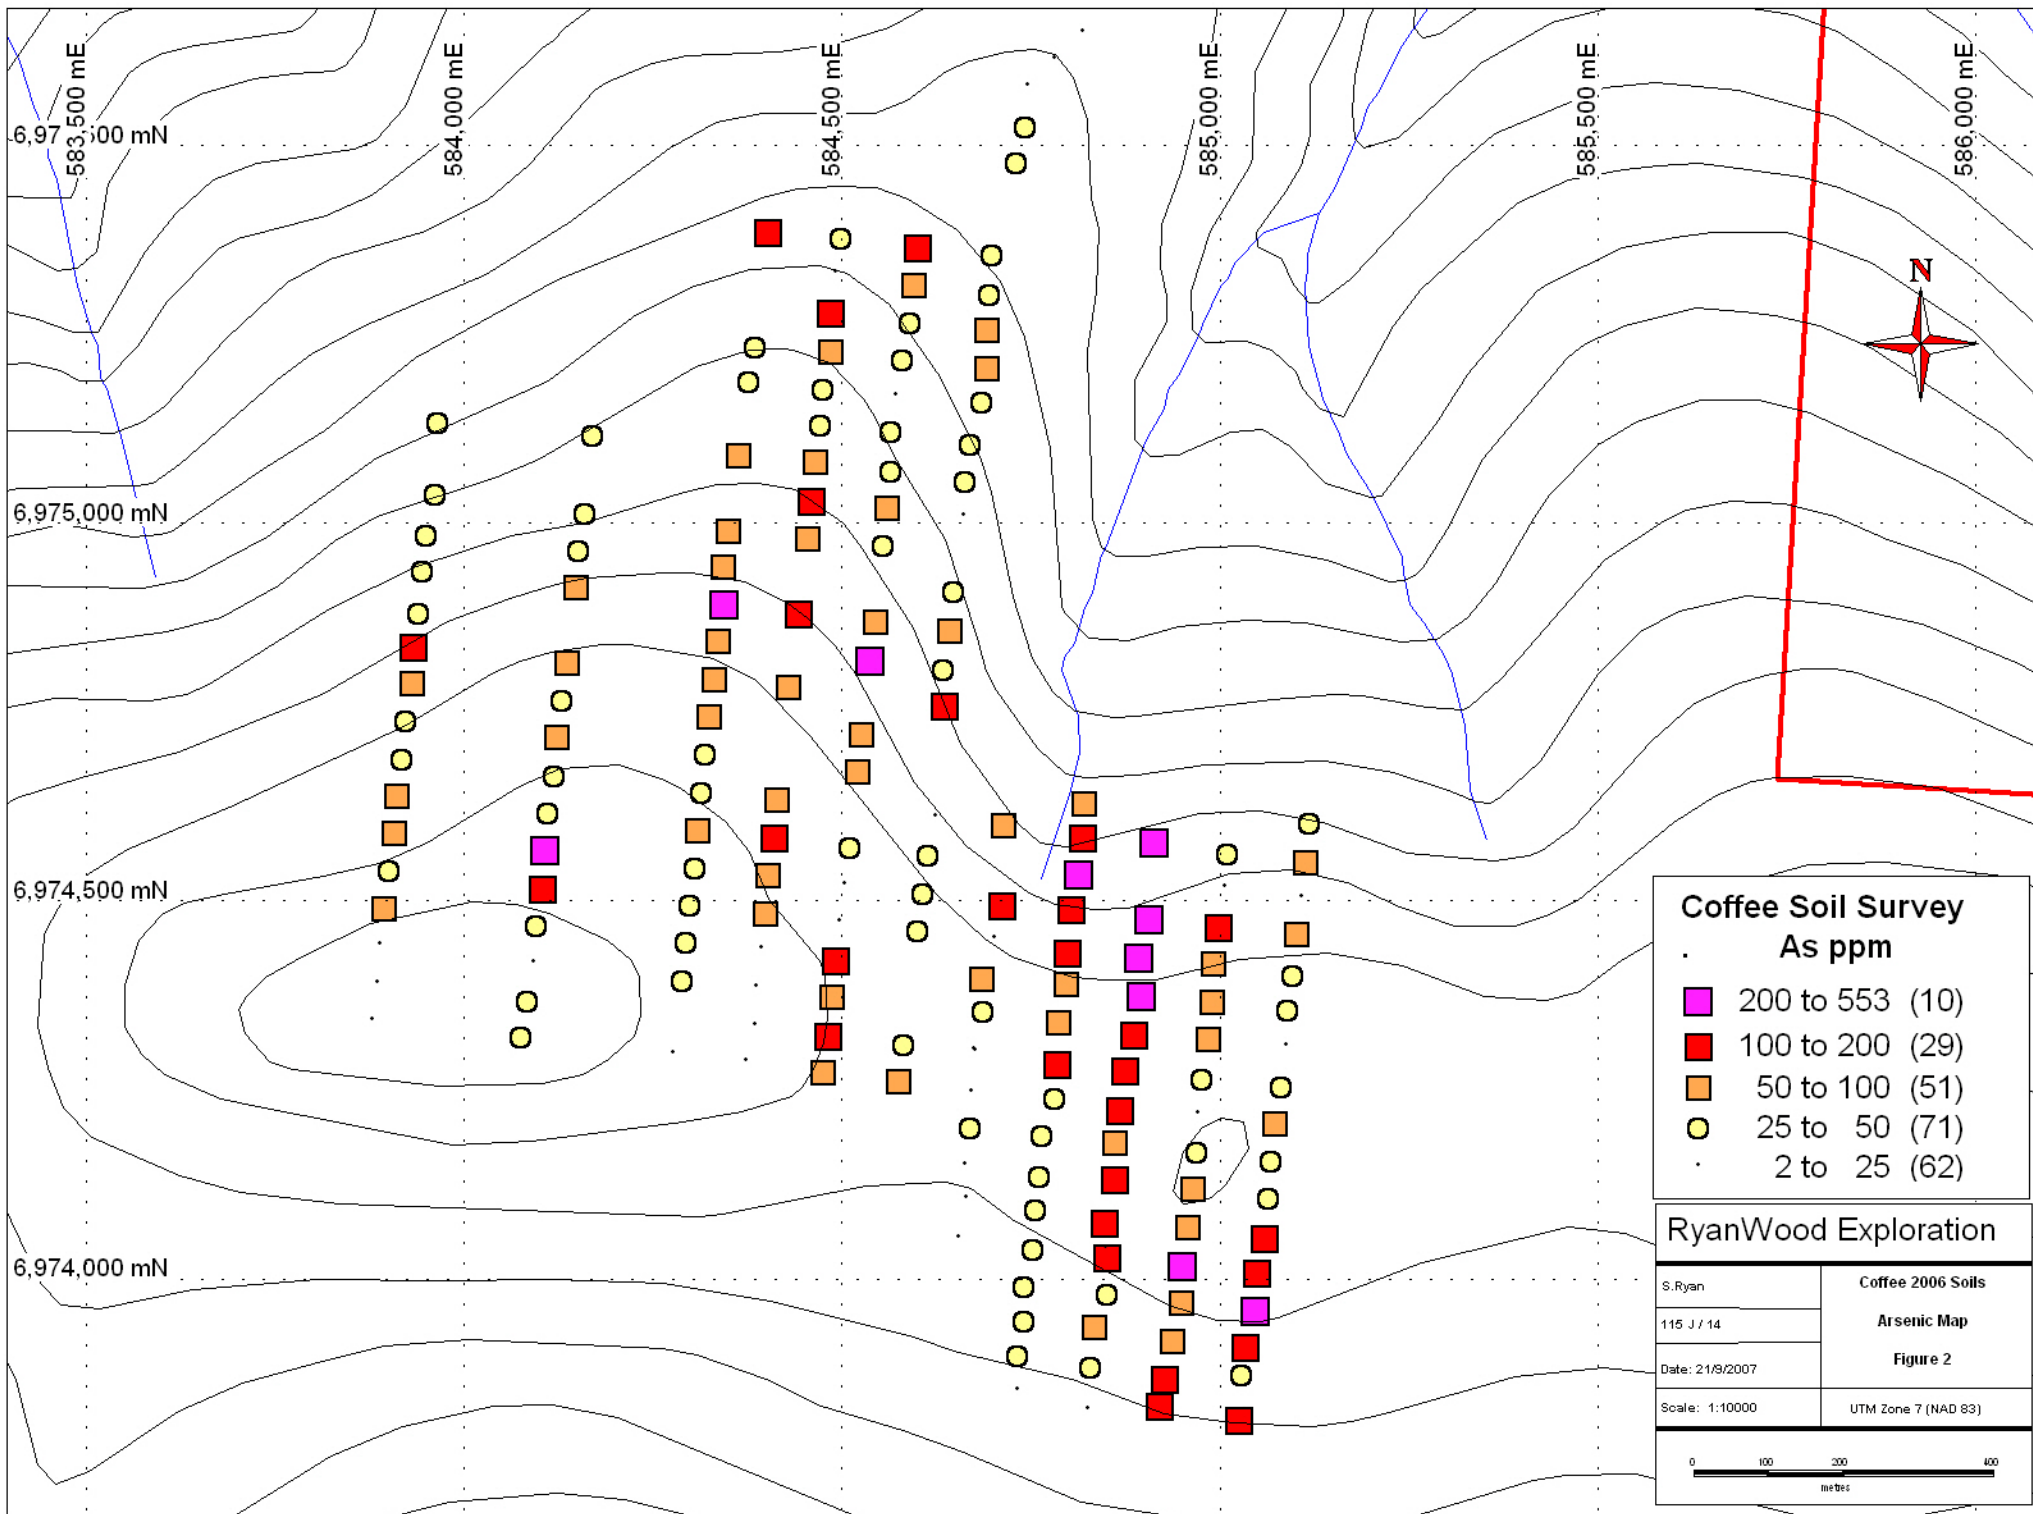 583,500 mE
584,000 mE
584,500 mE
585,000 mE
585,500 mE
586,000 mE
500 mN
N
6,975,000 mN
6,974,500 mN
6,974,000 mN
Coffee Soil Survey
As ppm
200 to 553 (10)
100 to 200 (29)
50 to 100 (51)
25 to 50 (71)
2 to 25 (62)
RyanWood Exploration
S.Ryan
115 J / 14
Date: 21/9/2007
Scale: 1:10000
Coffee 2006 Soils
Arsenic Map
Figure 2
UTM Zone 7 (NAD 83)
0 100 200 400
metres